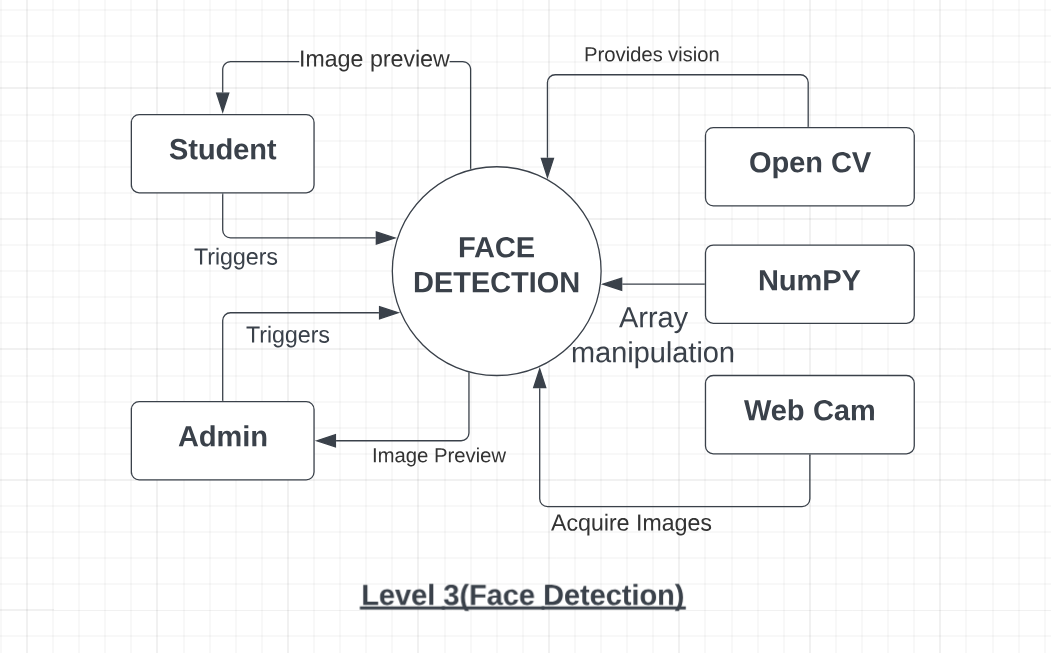 Image preview
Provides vision
Student
Open CV
Triggers
FACE
DETECTION
NumPY
Array
manipulation
Triggers
Web Cam
Admin
Image Preview
Acquire Images
Level 3(Face Detection)